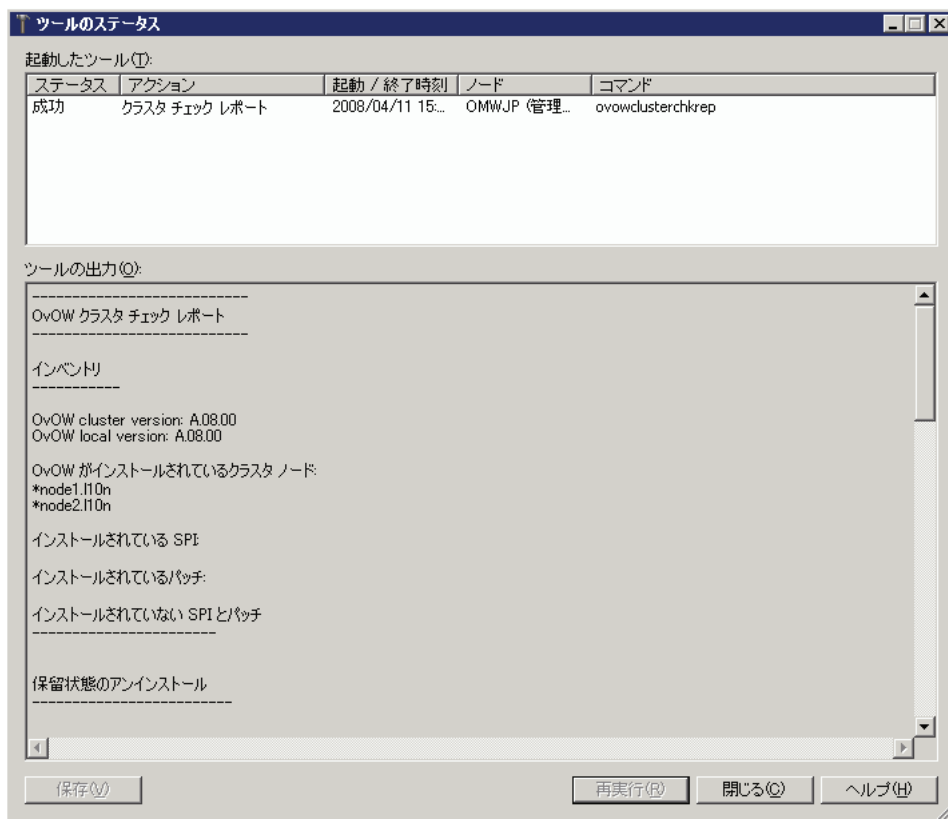 ツールのステータス
起動したツール(T):
ステータス アクション 起動 / 終了時刻 ノード コマンド
成功 クラスタ チェック レポート 2008/04/11 15:... OMWJP (管理... ovowclusterchkrep
ツールの出力(O):
---------------------------
OvOW クラスタ チェック レポート
---------------------------
インベントリ
-----------
OvOW cluster version: A.08.00
OvOW local version: A.08.00
OvOW がインストールされているクラスタ ノード:
*node1.l10n
*node2.l10n
インストールされている SPI:
インストールされているパッチ:
インストールされていない SPI とパッチ
-----------------------
保留状態のアンインストール
-------------------------
保存(V) 再実行(R) 閉じる(C) ヘルプ(H)